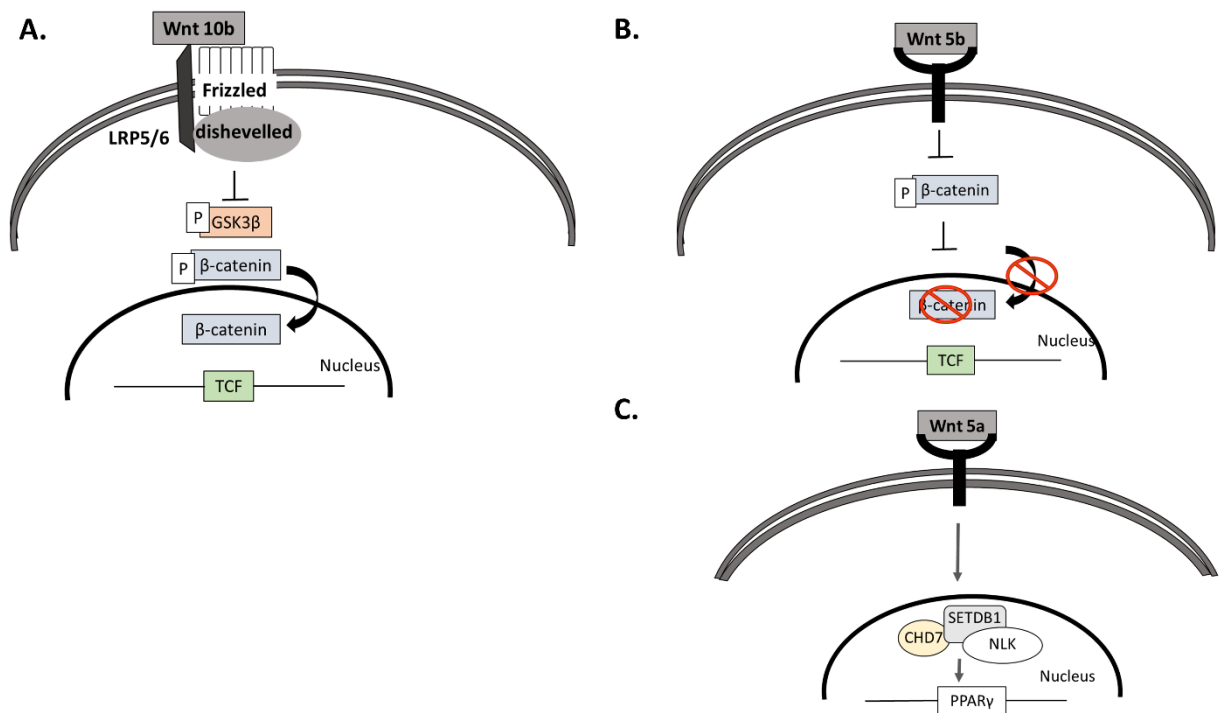 A.
Wnt 10b
Frizzled
LRP5/6
dishevelled
P
GSK3β
P
β-catenin
β-catenin
Nucleus
TCF
B.
Wnt 5b
P
β-catenin
β-catenin
Nucleus
TCF
C.
Wnt 5a
SETDB1
CHD7
NLK
Nucleus
PPARγ